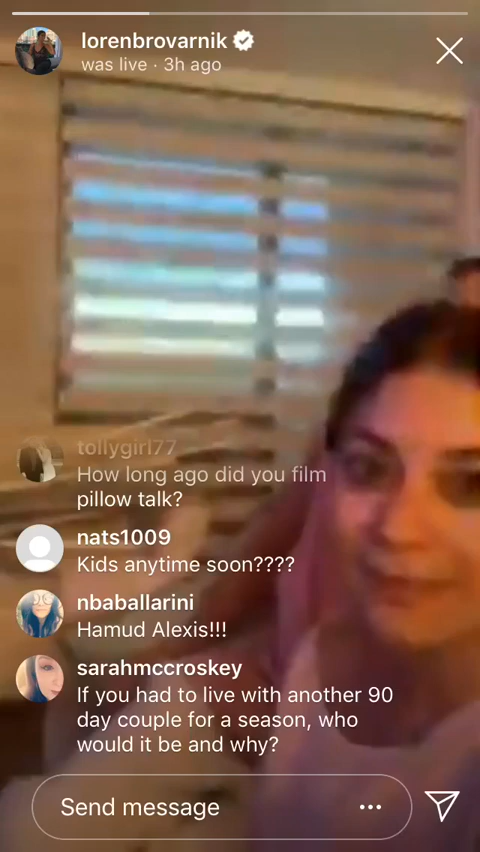 lorenbrovarnik
was live · 3h ago
tollygirl77
How long ago did you film
pillow talk?
nats1009
Kids anytime soon????
nbaballarini
Hamud Alexis!!!
sarahmccroskey
If you had to live with another 90
day couple for a season, who
would it be and why?
Send message